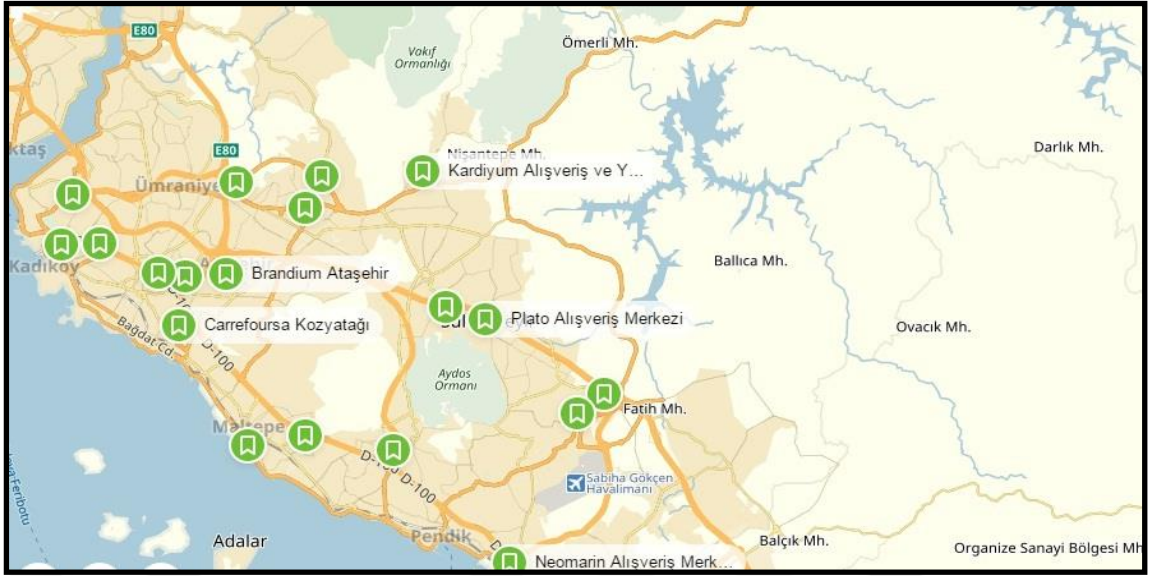 E80
Vakıf
Ormanlığı
Ömerli Mh.
ktaş
E80
Nişantepe Mh.
Darlık Mh.
Kardiyum Alışveriş ve Y...
Ümraniye
Kadıköy
Brandium Ataşehir
Ballıca Mh.
Carrefoursa Kozyatağı
Plato Alışveriş Merkezi
Ovacık Mh.
Bağdat Cd.
D-100
Aydos
Ormanı
Fatih Mh.
Maltepe
D-100 D-100
Sabiha Gökçen
Havalimanı
Feribotu
Adalar
Pendik
Balçık Mh.
Organize Sanayi Bölgesi Mh
Neomarin Alışveriş Merk...